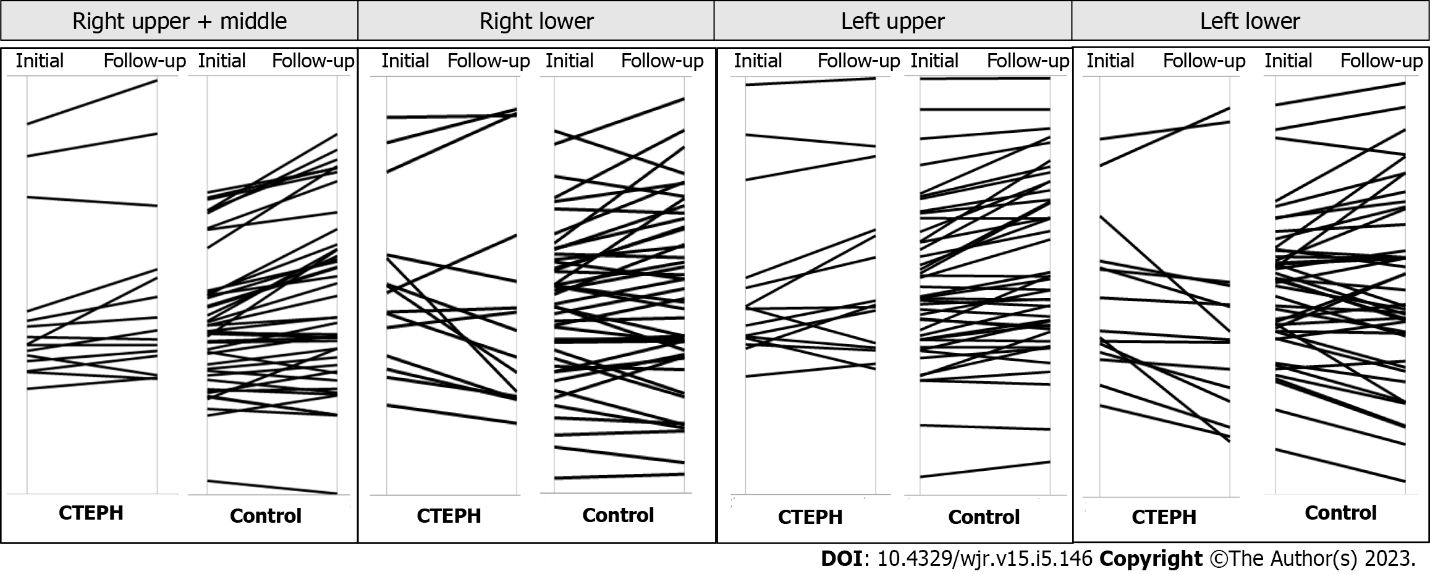 Right upper + middle Right lower Left upper Left lower
Initial Follow-up Initial Follow-up Initial Follow-up Initial Follow-up Initial Follow-up Initial Follow-up Initial Follow-up Initial Follow-up
CTEPH Control CTEPH Control CTEPH Control CTEPH Control
DOI: 10.4329/wjr.v15.i5.146 Copyright ©The Author(s) 2023.